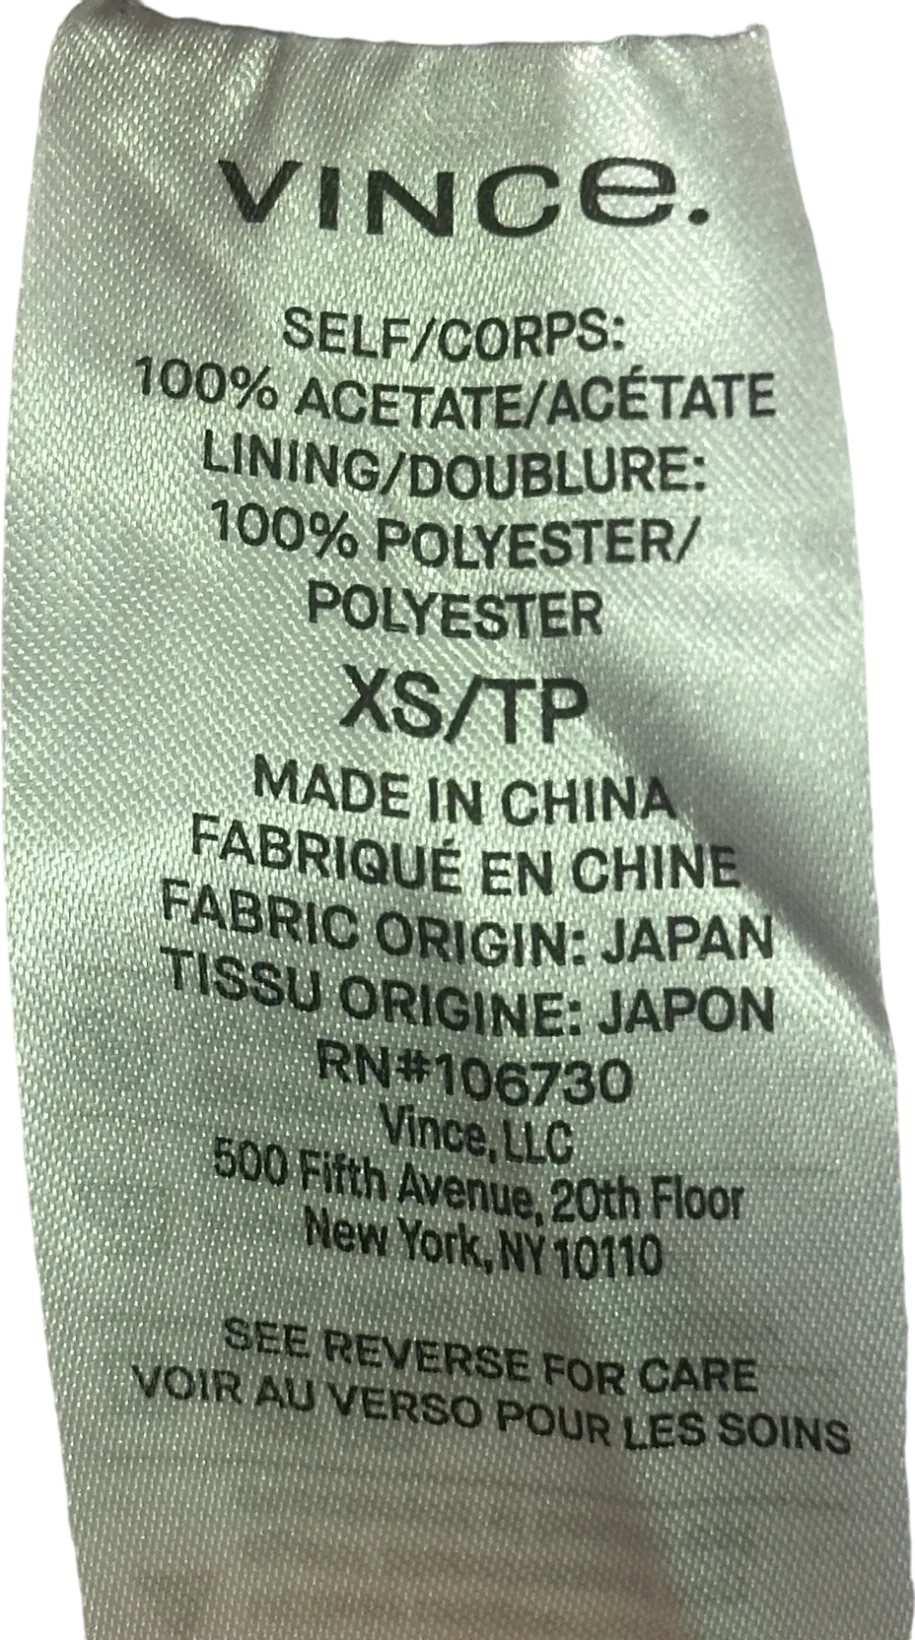 VINCe.
SELF/CORPS:
100% ACETATE/ACÉTATE
LINING/DOUBLURE:
100% POLYESTER/
POLYESTER
XS/TP
MADE IN CHINA
FABRIQUÉ EN CHINE
FABRIC ORIGIN: JAPAN
TISSU ORIGINE: JAPON
RN#106730
Vince, LLC
500 Fifth Avenue, 20th Floor
New York, NY 10110
SEE REVERSE FOR CARE
VOIR AU VERSO POUR LES SOINS